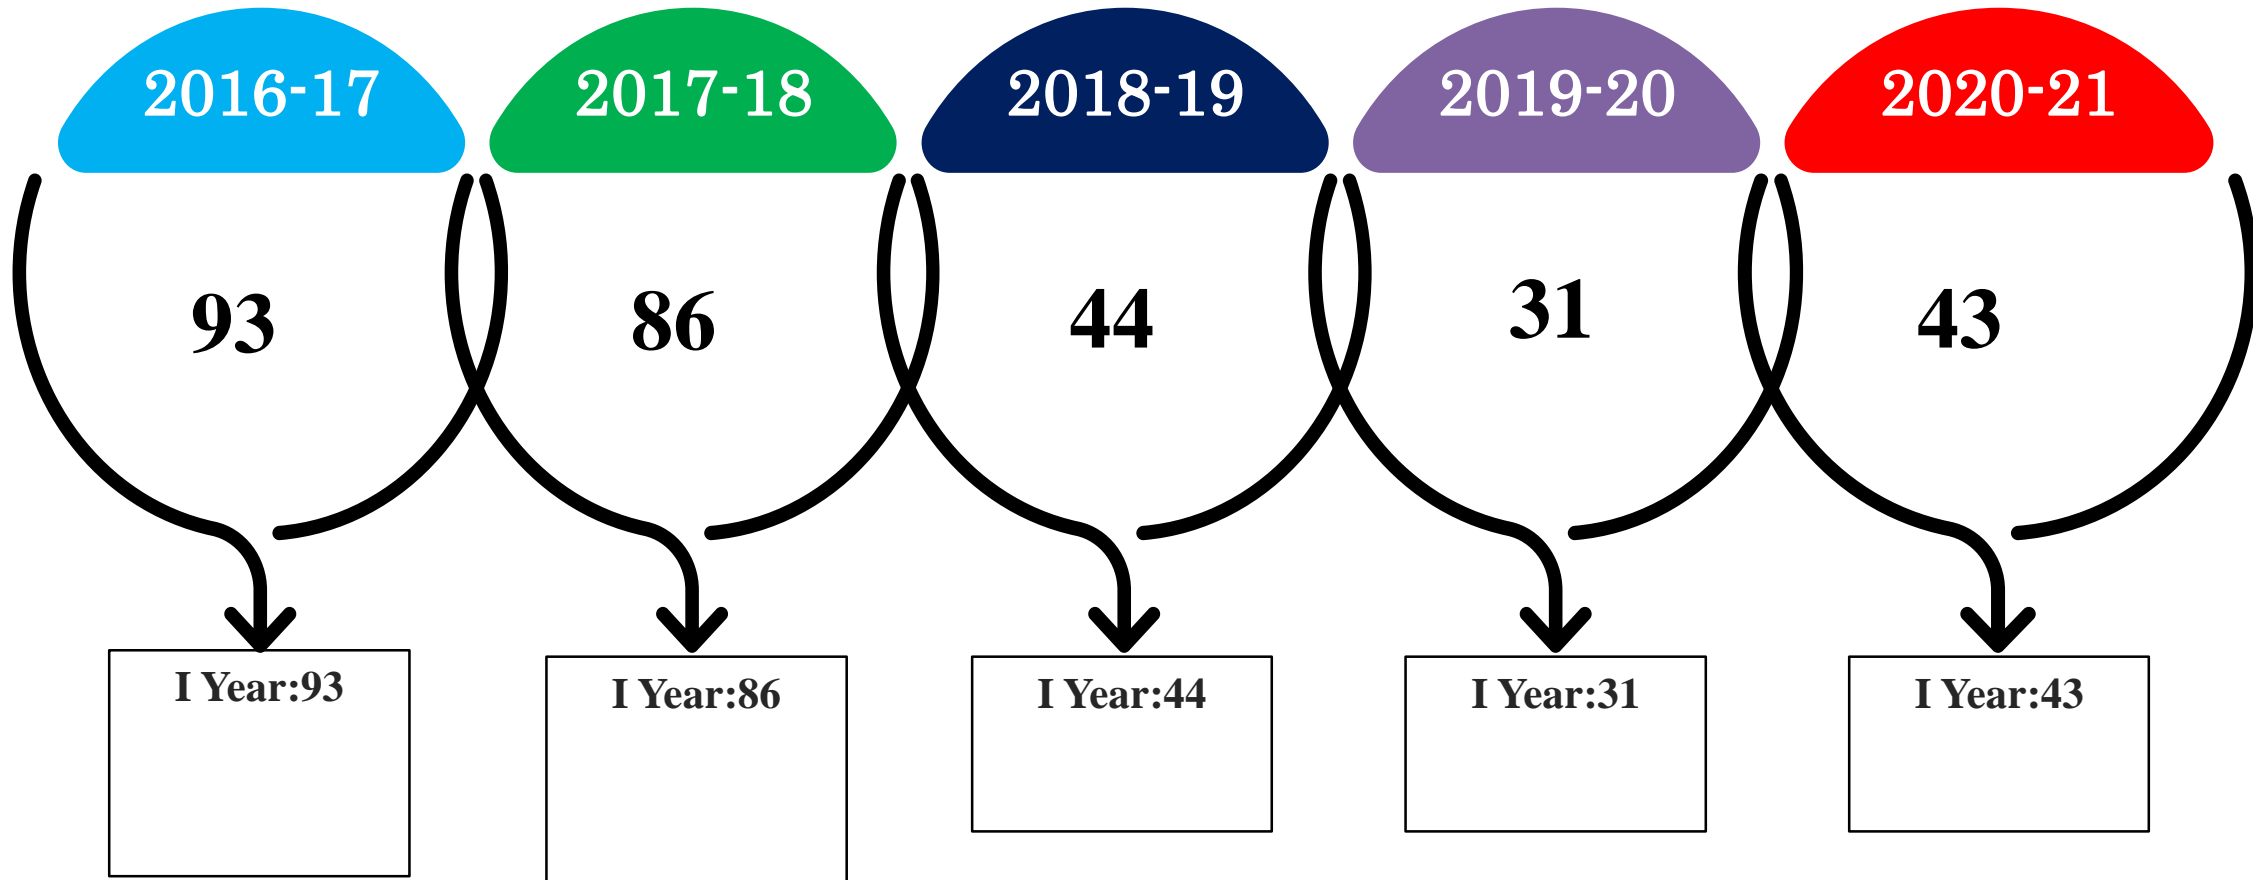 2016-17
2017-18
2018-19
2019-20
2020-21
93
86
44
31
43
I Year:93
I Year:86
I Year:44
I Year:31
I Year:43